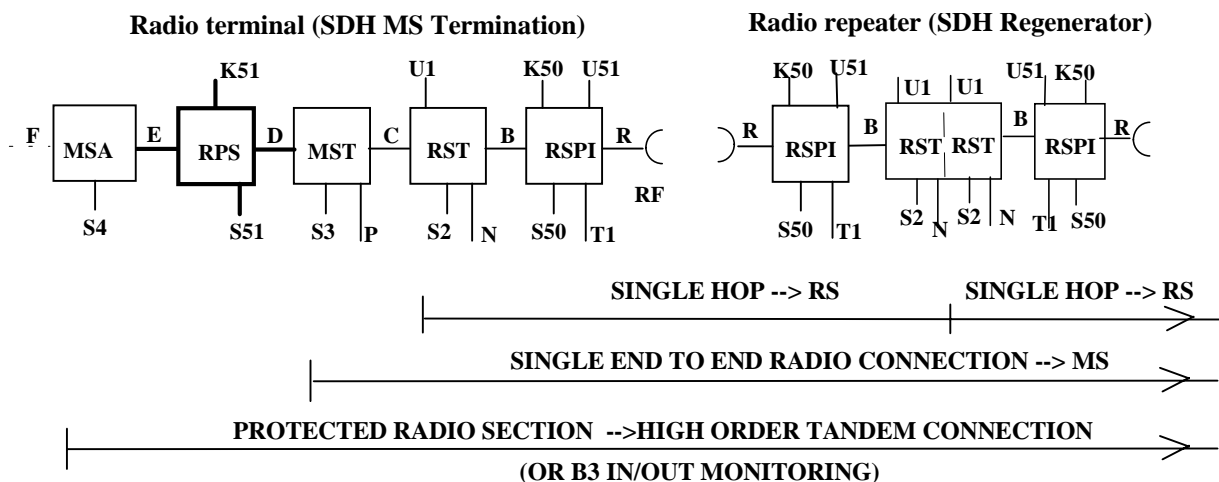 Radio terminal (SDH MS Termination)
Radio repeater (SDH Regenerator)
K51 U1 K50 U51
K50 U51 U1 U1 U51 K50
F MSA E RPS D MST C RST B RSPI R
R RSPI B RST RST B RSPI R
RF
S4 S51 S3 P S2 N S50 T1
S50 T1 S2 N S2 N T1 S50
SINGLE HOP --> RS
SINGLE HOP --> RS
SINGLE END TO END RADIO CONNECTION --> MS
PROTECTED RADIO SECTION -->HIGH ORDER TANDEM CONNECTION
(OR B3 IN/OUT MONITORING)